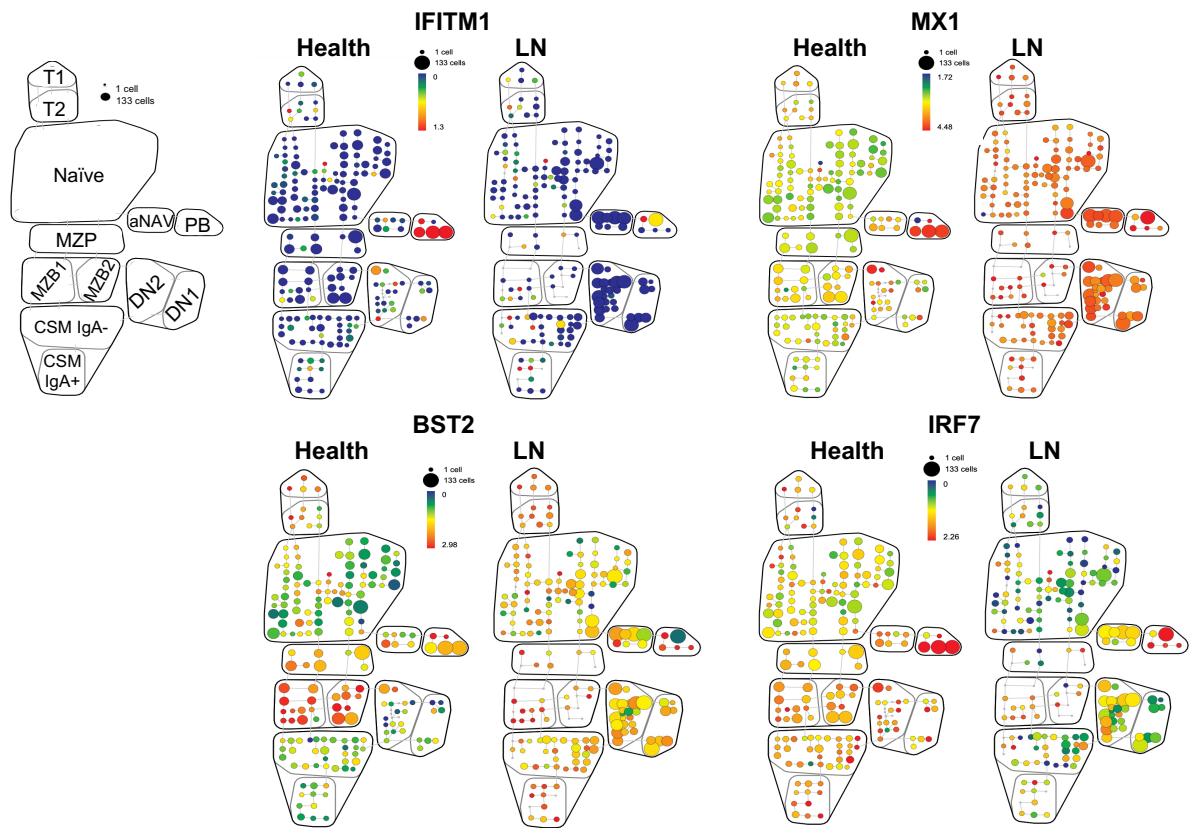 IFITM1
MX1
Health
LN
Health
LN
1 cell
133 cells
0
1.3
1 cell
133 cells
1.72
4.48
T1
T2
1 cell
133 cells
Naïve
aNAV
PB
MZP
MZB1
MZB2
DN2
DN1
CSM IgA-
CSM
IgA+
BST2
IRF7
Health
LN
Health
LN
1 cell
133 cells
0
2.98
1 cell
133 cells
0
2.26